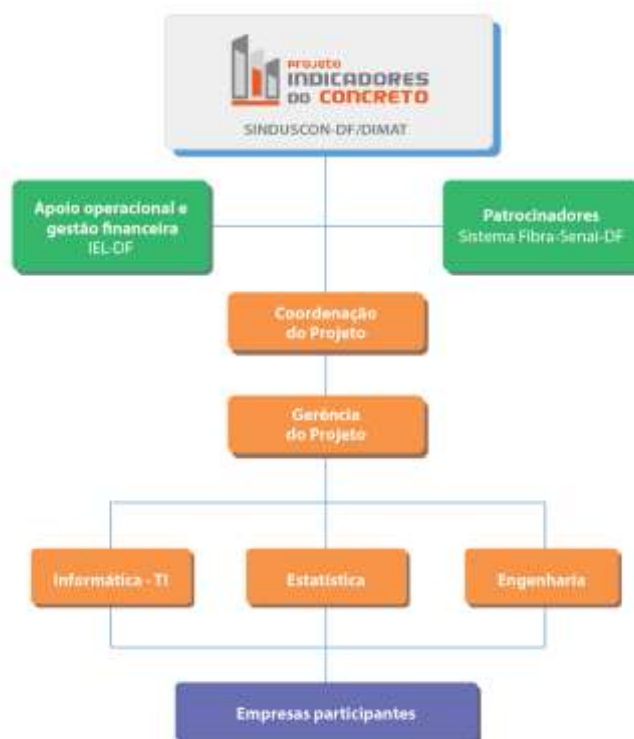 projeto
INDICADORES
DO CONCRETO
SINDUSCON-DF/DIMAT
Apoio operacional e
gestão financeira
IEL-DF
Patrocinadores
Sistema Fibra-Senai-DF
Coordenação
do Projeto
Gerência
do Projeto
Informática - TI
Estatística
Engenharia
Empresas participantes